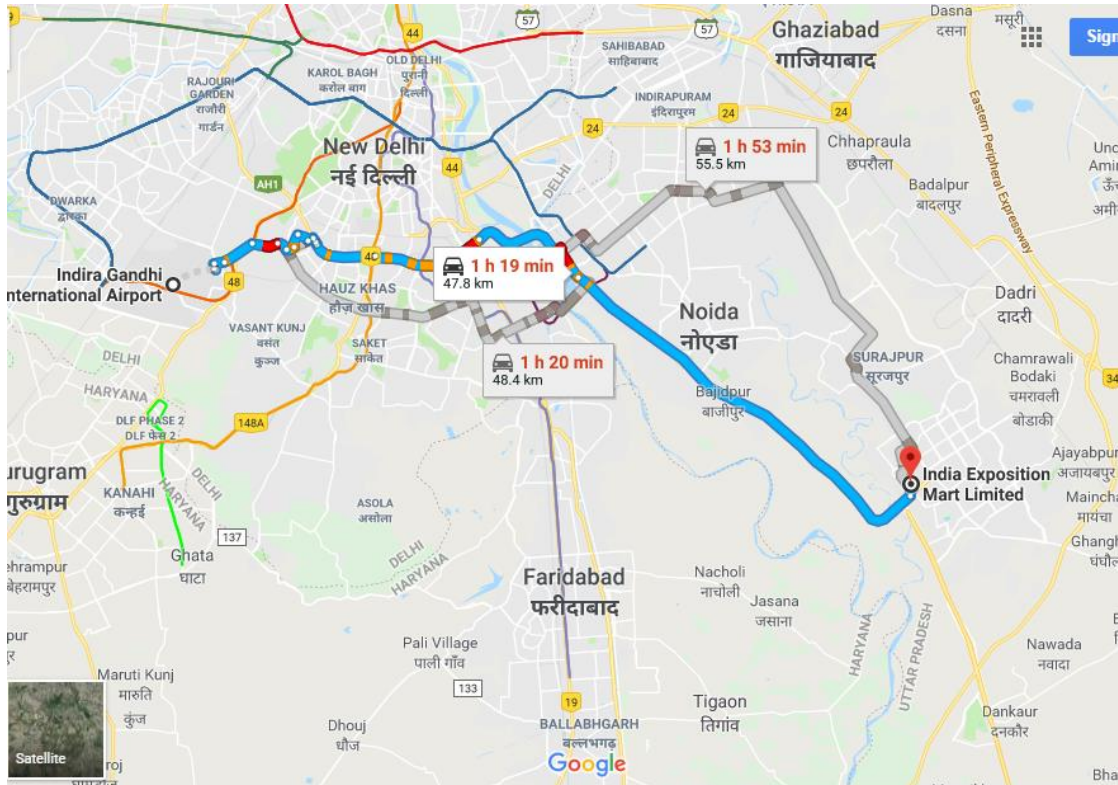 9
44
57
57
Dasna
दसना
मसूरी
Sign
Ghaziabad
गाजियाबाद
SAHIBABAD
साहिबाबाद
OLD DELHI
पुरानी
दिल्ली
KAROL BAGH
करोल बाग
RAJOURI
GARDEN
राजौरी
गार्डन
INDIRAPURAM
इंदिरापुरम
24
24
24
New Delhi
नई दिल्ली
44
DELHI
1 h 53 min
55.5 km
Chhapraula
छपरौला
Eastern Peripheral Expressway
Badalpur
बादलपुर
AH1
DWARKA
द्वारका
Indira Gandhi
International Airport
48
HAUZ KHAS
हौज़ खास
1 h 19 min
47.8 km
Noida
नोएडा
Dadri
दादरी
VASANT KUNJ
वसंत
कुञ्ज
SAKET
साकेत
1 h 20 min
48.4 km
SURAJPUR
सूरजपुर
Chamrawali
Bodaki
चमरावली
बोडाकी
34
DELHI
HARYANA
Bajidpur
बाजीपुर
DLF PHASE 2
DLF फेस 2
148A
India Exposition
Mart Limited
Ajayabpur
अजायबपुर
urugram
गुरुग्राम
KANAHI
कन्हई
DELHI
HARYANA
ASOLA
असोला
137
DELHI
HARYANA
Ghata
घाटा
मायंचा
Faridabad
फरीदाबाद
Nacholi
नाचोली
Jasana
जसाना
HARYANA
UTTAR PRADESH
Nawada
नवादा
Pali Village
पाली गाँव
133
Maruti Kunj
मारुति
कुंज
Tigaon
तिगांव
19
Dankaur
दनकौर
Dhouj
धौज
BALLABHGARH
बल्लभगढ़
Satellite
Google